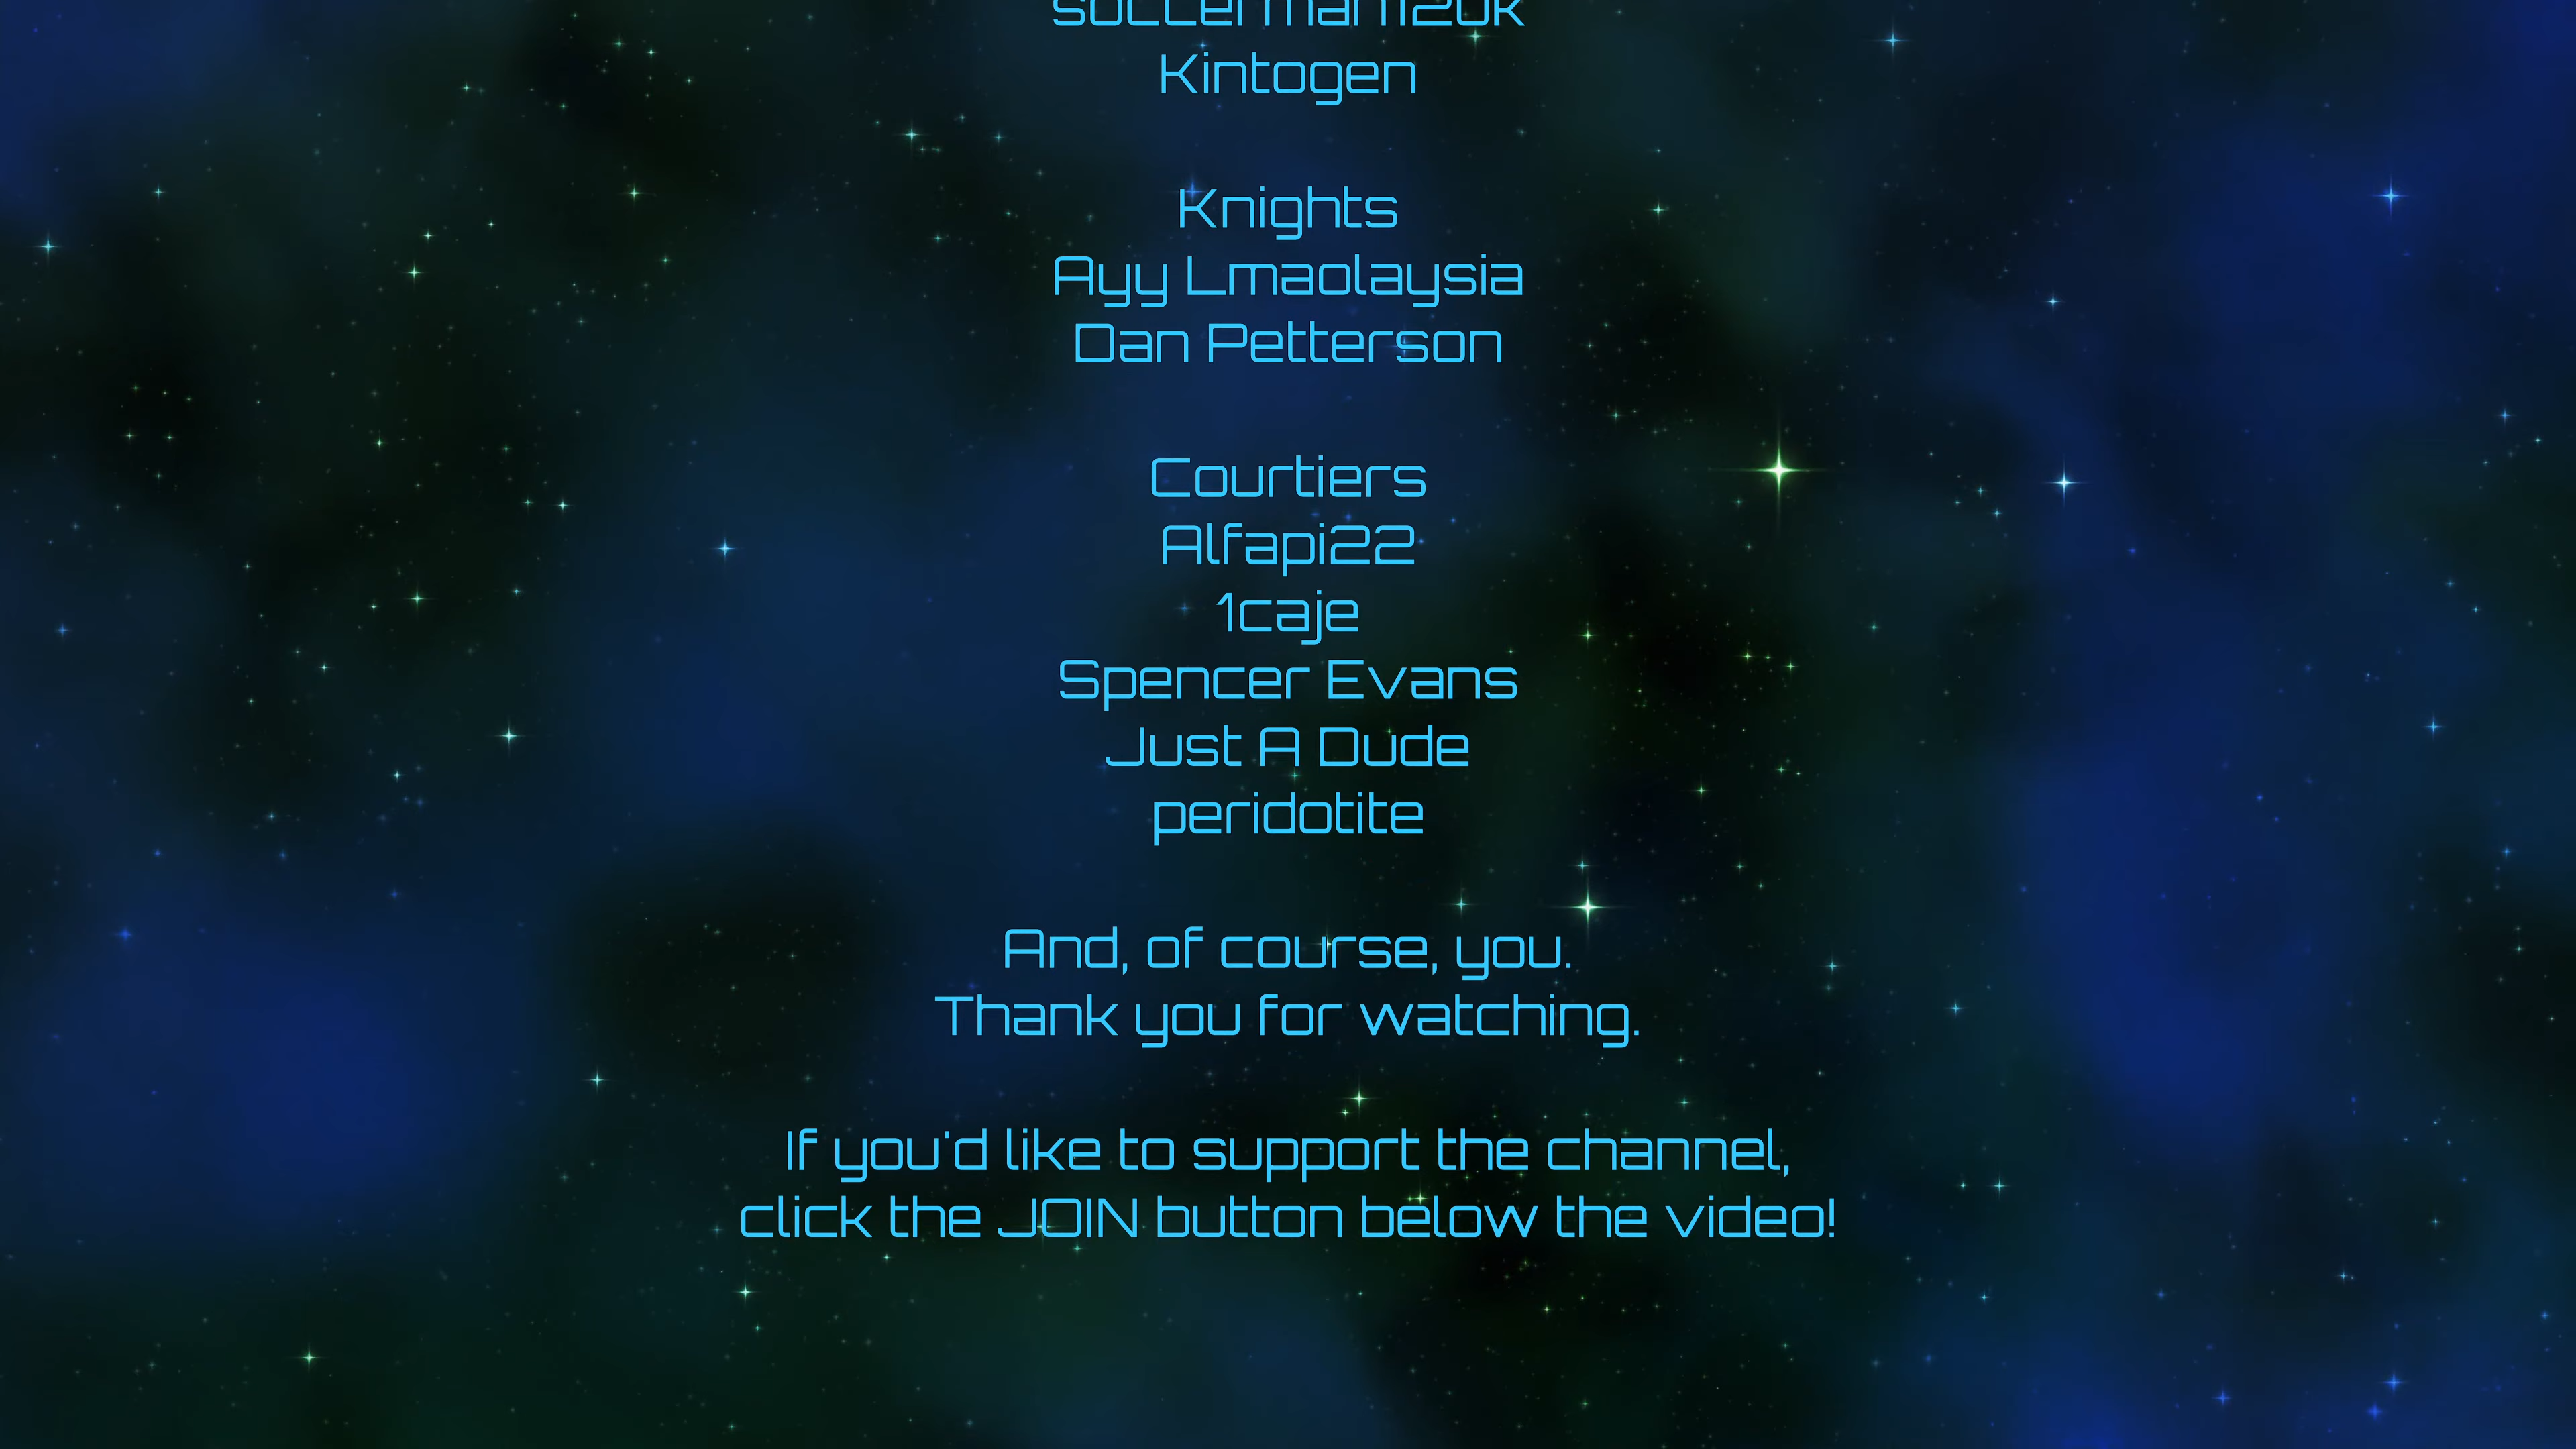 Kintogen
Knights
Ayy Lmaolaysia
Dan Petterson
Courtiers
Alfapi22
1caje
Spencer Evans
Just A Dude
peridotite
And, of course, you.
Thank you for watching.
If you'd like to support the channel,
click the JOIN button below the video!